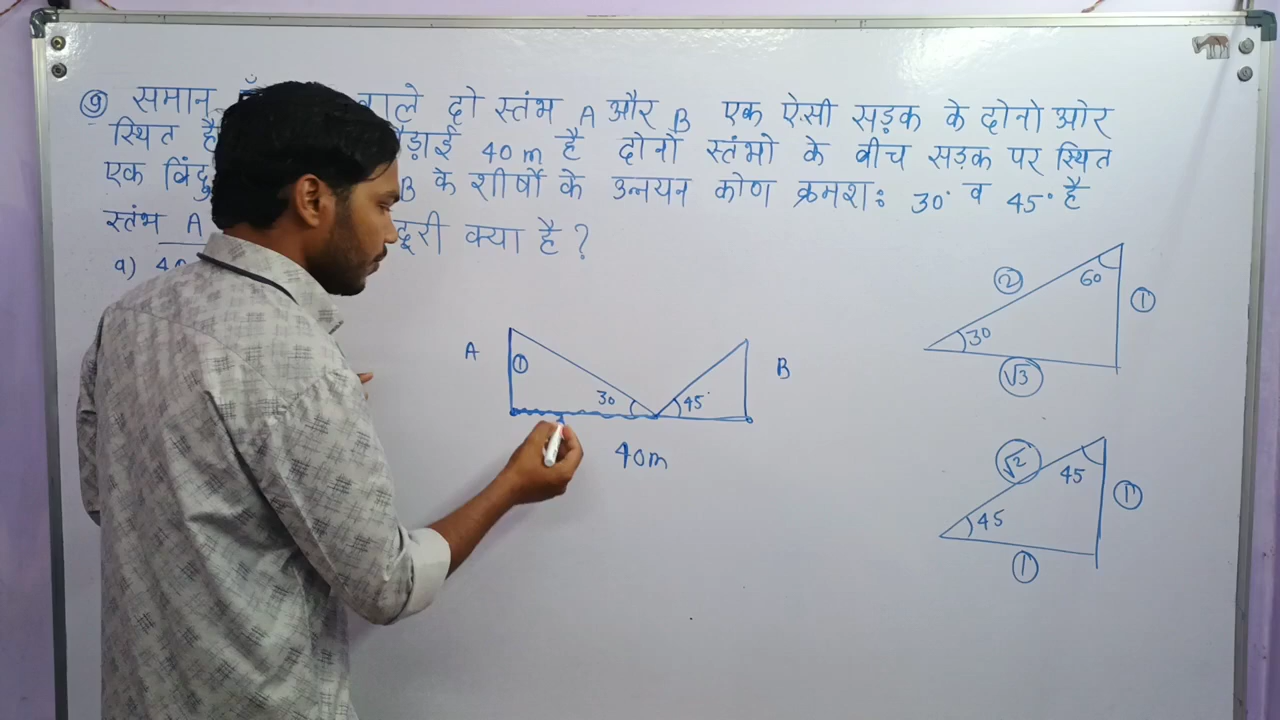 9 समान वाले दो स्तंभ A और B एक ऐसी सड़क के दोनो ओर
स्थित है 40 m है दोनों स्तंभो के बीच सड़क पर स्थित
एक B के शीर्षों के उन्नयन कोण क्रमशः 30° व 45° है
स्तंभ A दूरी क्या है ?
a)
2
60
1
30
√3
A
1
30
45°
B
40m
√2
45
1
45
1